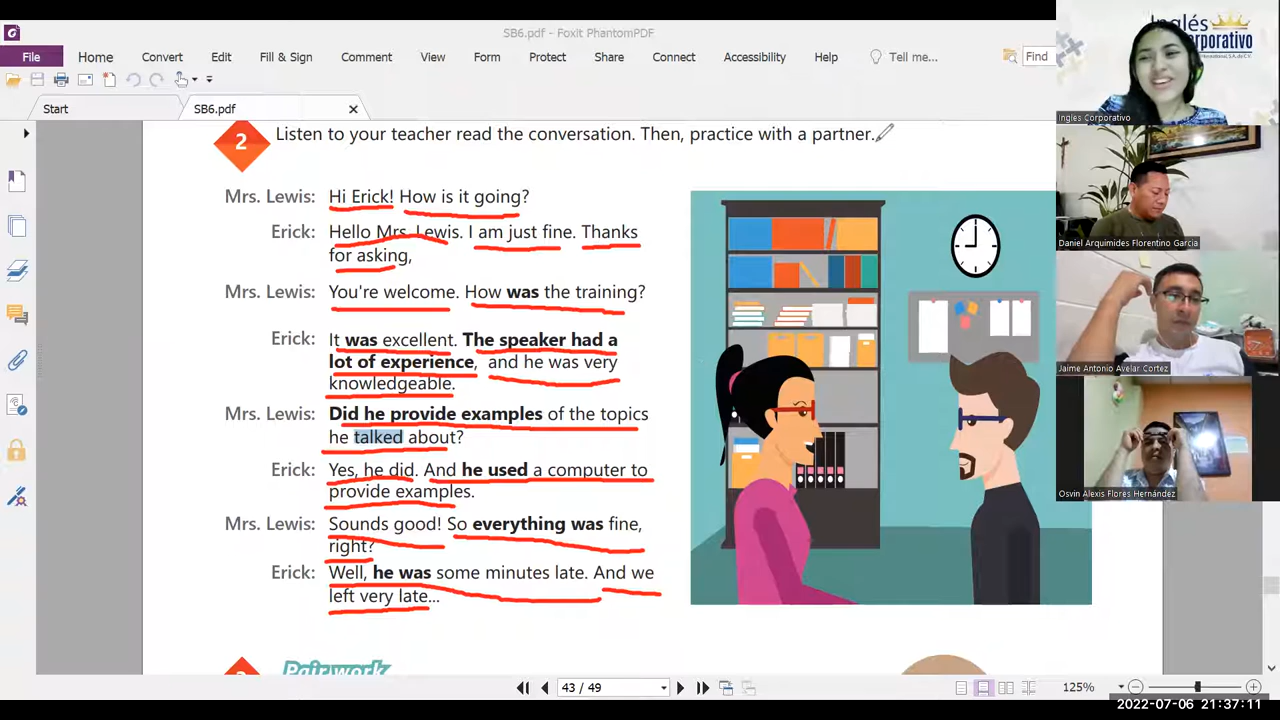 SB6.pdf - Foxit PhantomPDF
File Home Convert Edit Fill & Sign Comment View Form Protect Share Connect Accessibility Help Tell me... Find
Start SB6.pdf
2 Listen to your teacher read the conversation. Then, practice with a partner.
Mrs. Lewis: Hi Erick! How is it going?
Erick: Hello Mrs. Lewis. I am just fine. Thanks
for asking,
Mrs. Lewis: You're welcome. How was the training?
Erick: It was excellent. The speaker had a
lot of experience, and he was very
knowledgeable.
Mrs. Lewis: Did he provide examples of the topics
he talked about?
Erick: Yes, he did. And he used a computer to
provide examples.
Mrs. Lewis: Sounds good! So everything was fine,
right?
Erick: Well, he was some minutes late. And we
left very late...
Pair work
43 / 49
125%
Inglés
Corporativo
Ingles Corporativo
Daniel Arquimides Florentino Garcia
Jaime Antonio Avelar Cortez
Osvin Alexis Flores Hernández
2022-07-06 21:37:11